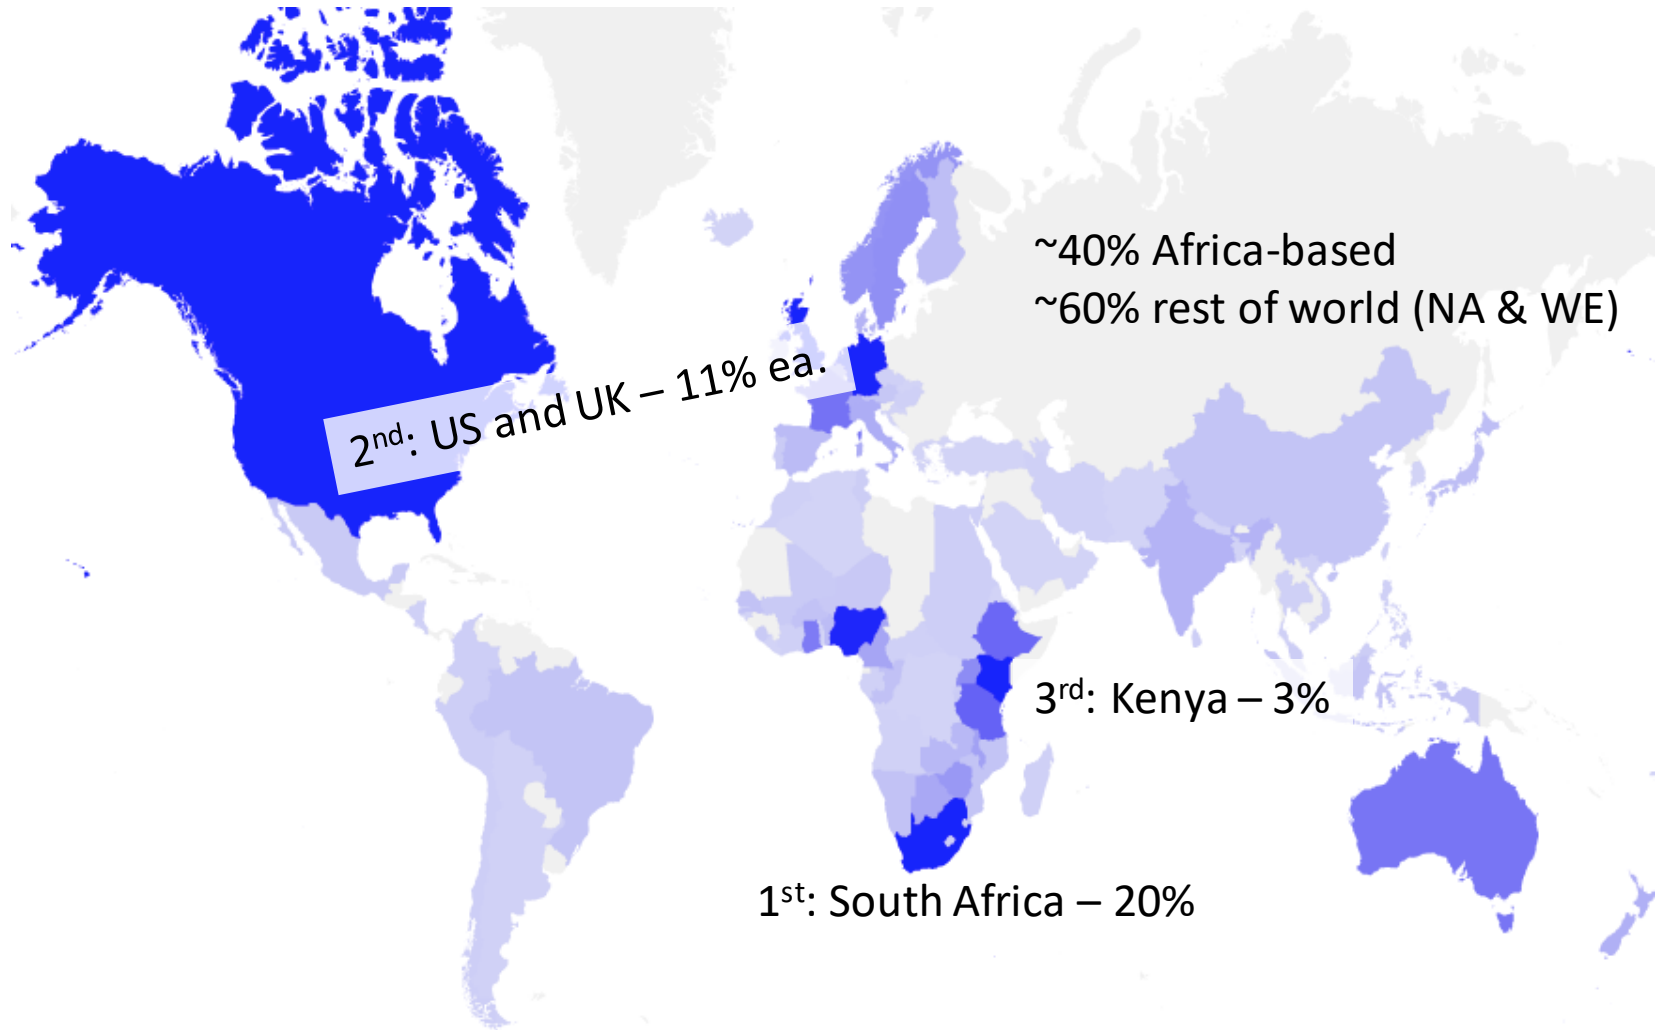 ~40% Africa-based
~60% rest of world (NA & WE)
2nd: US and UK – 11% ea.
3rd: Kenya – 3%
1st: South Africa – 20%